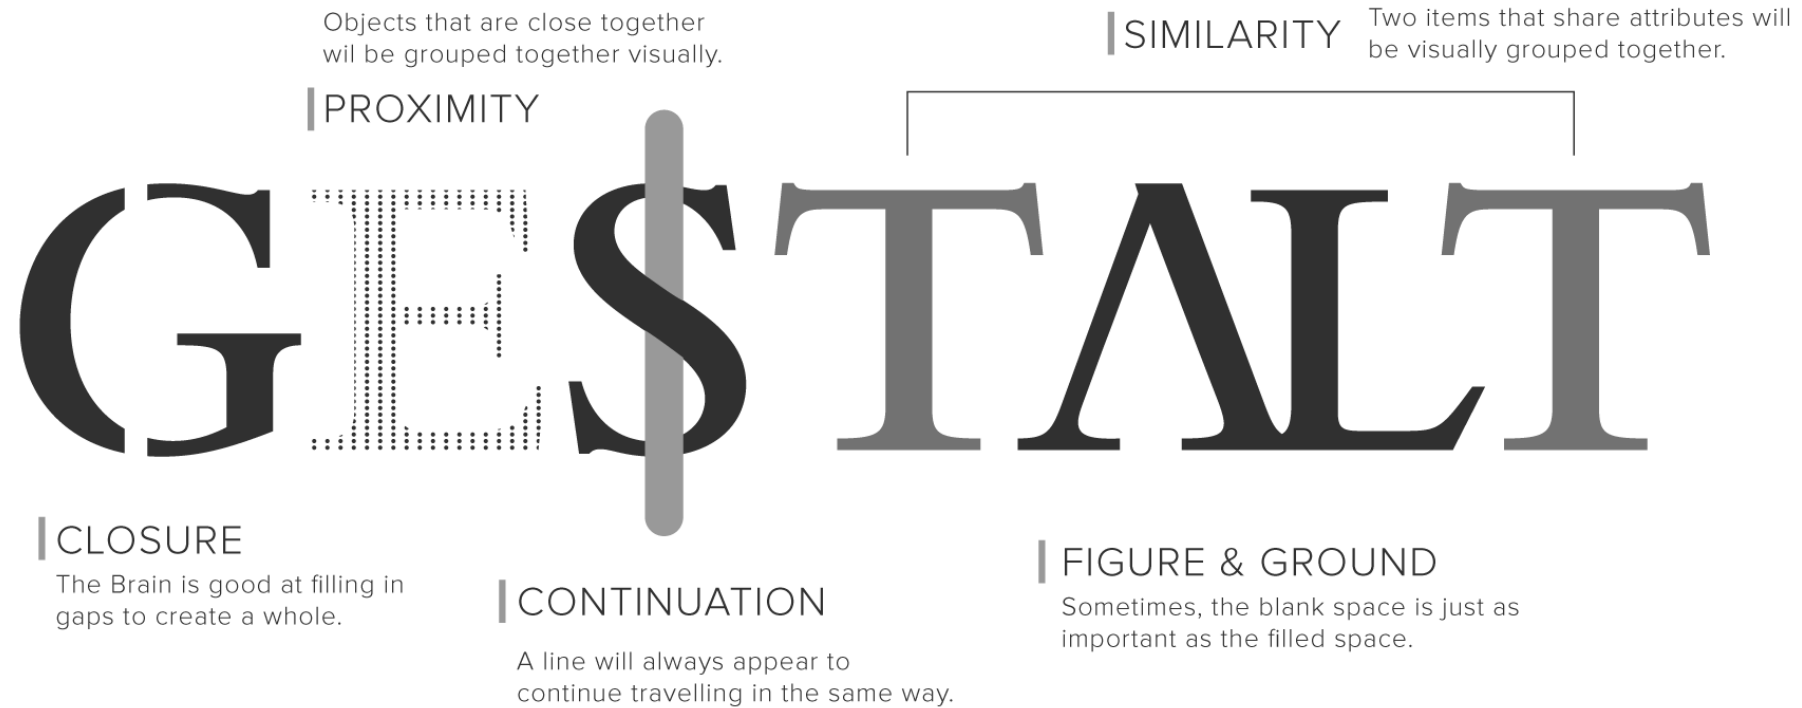 Objects that are close together
wil be grouped together visually.
PROXIMITY
SIMILARITY
Two items that share attributes will
be visually grouped together.
GESTALT
CLOSURE
The Brain is good at filling in
gaps to create a whole.
CONTINUATION
A line will always appear to
continue travelling in the same way.
FIGURE & GROUND
Sometimes, the blank space is just as
important as the filled space.